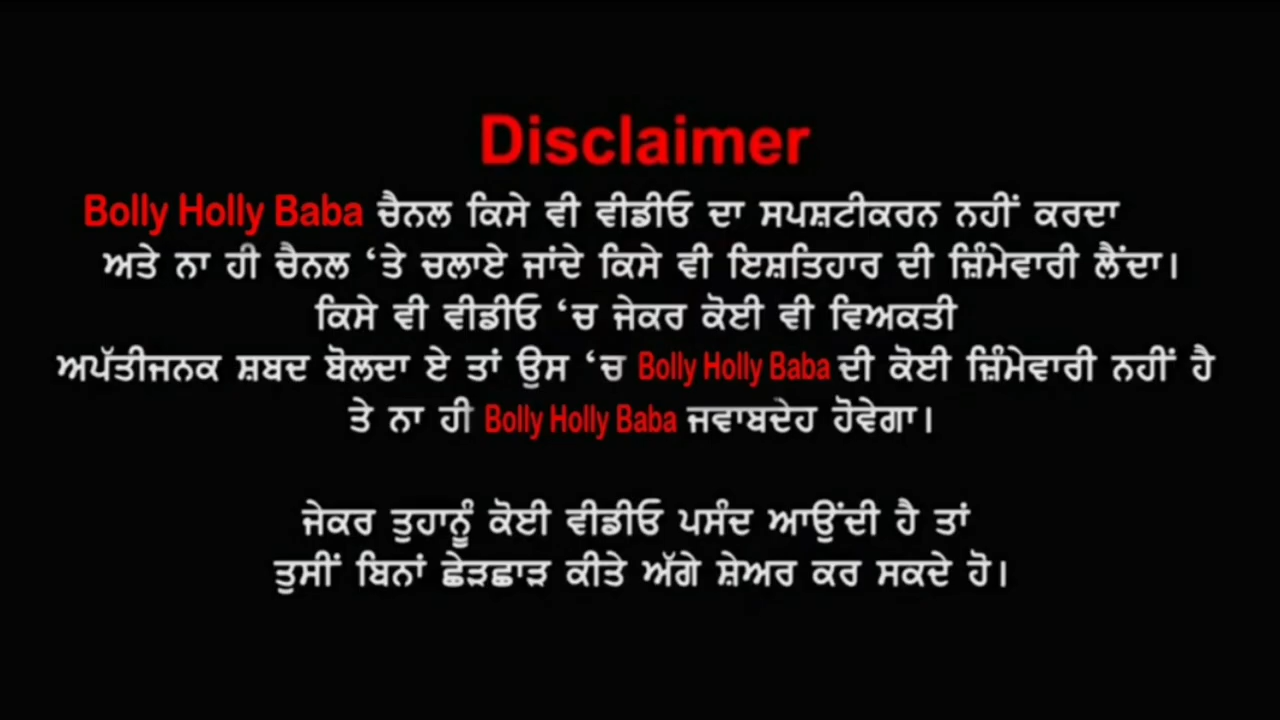 Disclaimer
Bolly Holly Baba ਚੈਨਲ ਕਿਸੇ ਵੀ ਵੀਡੀਓ ਦਾ ਸਪਸ਼ਟੀਕਰਨ ਨਹੀਂ ਕਰਦਾ
ਅਤੇ ਨਾ ਹੀ ਚੈਨਲ ‘ਤੇ ਚਲਾਏ ਜਾਂਦੇ ਕਿਸੇ ਵੀ ਇਸ਼ਤਿਹਾਰ ਦੀ ਜ਼ਿੰਮੇਵਾਰੀ ਲੈਂਦਾ।
ਕਿਸੇ ਵੀ ਵੀਡੀਓ ‘ਚ ਜੇਕਰ ਕੋਈ ਵੀ ਵਿਅਕਤੀ
ਅਪੱਤੀਜਨਕ ਸ਼ਬਦ ਬੋਲਦਾ ਏ ਤਾਂ ਉਸ ‘ਚ Bolly Holly Baba ਦੀ ਕੋਈ ਜ਼ਿੰਮੇਵਾਰੀ ਨਹੀਂ ਹੈ
ਤੇ ਨਾ ਹੀ Bolly Holly Baba ਜਵਾਬਦੇਹ ਹੋਵੇਗਾ।
ਜੇਕਰ ਤੁਹਾਨੂੰ ਕੋਈ ਵੀਡੀਓ ਪਸੰਦ ਆਉਂਦੀ ਹੈ ਤਾਂ
ਤੁਸੀਂ ਬਿਨਾਂ ਛੇੜਛਾੜ ਕੀਤੇ ਅੱਗੇ ਸ਼ੇਅਰ ਕਰ ਸਕਦੇ ਹੋ।